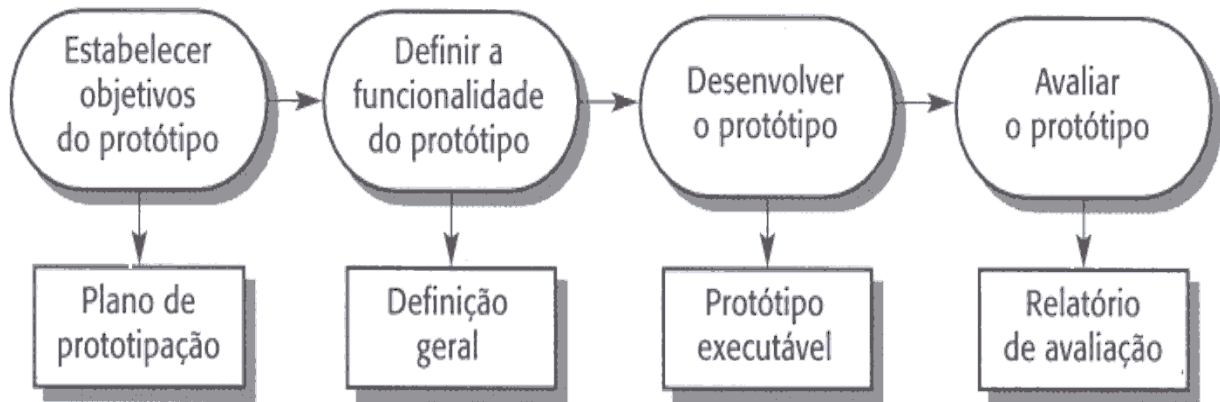 Estabelecer
objetivos
do protótipo
Definir a
funcionalidade
do protótipo
Desenvolver
o protótipo
Avaliar
o protótipo
Plano de
prototipação
Definição
geral
Protótipo
executável
Relatório
de avaliação